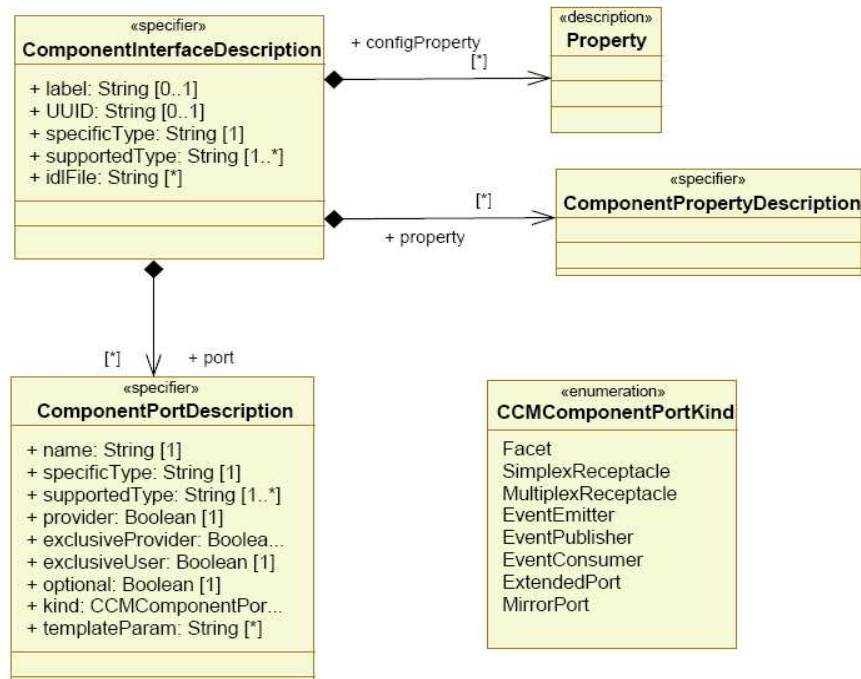 «specifier»
ComponentInterfaceDescription
+ label: String [0..1]
+ UUID: String [0..1]
+ specificType: String [1]
+ supportedType: String [1..*]
+ idlFile: String [*]
+ configProperty
[*]
«description»
Property
[*]
+ property
«specifier»
ComponentPropertyDescription
[*]
+ port
«specifier»
ComponentPortDescription
+ name: String [1]
+ specificType: String [1]
+ supportedType: String [1..*]
+ provider: Boolean [1]
+ exclusiveProvider: Boolea...
+ exclusiveUser: Boolean [1]
+ optional: Boolean [1]
+ kind: CCMComponentPor...
+ templateParam: String [*]
«enumeration»
CCMComponentPortKind
Facet
SimplexReceptacle
MultiplexReceptacle
EventEmitter
EventPublisher
EventConsumer
ExtendedPort
MirrorPort